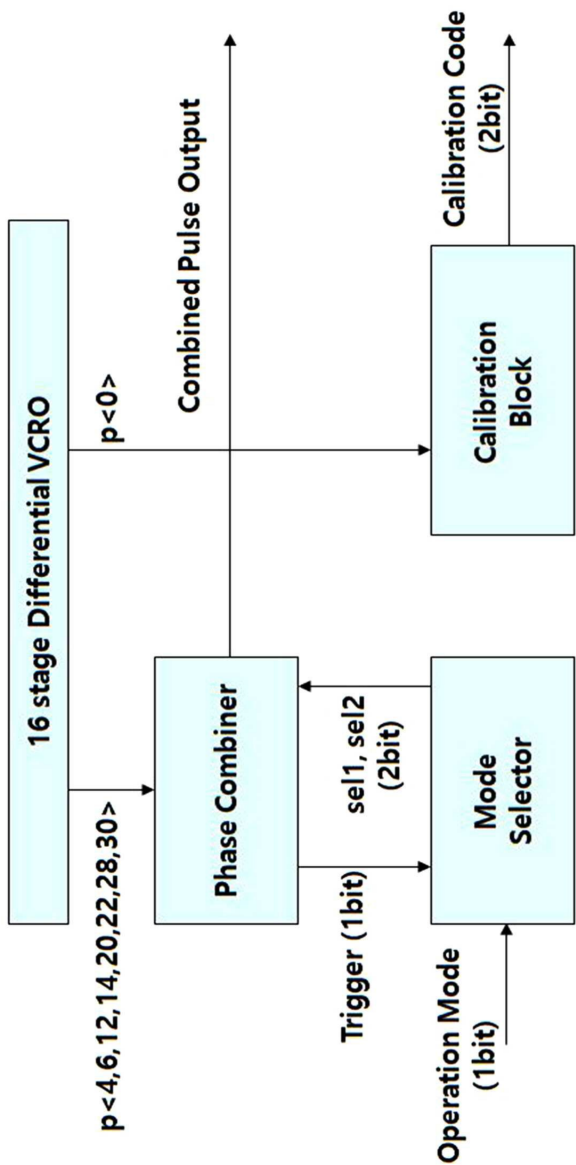 16 stage Differential VCRO
p<4,6,12,14,20,22,28,30>
p<0>
Phase Combiner
Combined Pulse Output
Trigger (1bit)
sel1, sel2
(2bit)
Operation Mode
(1bit)
Mode
Selector
Calibration
Block
Calibration Code
(2bit)